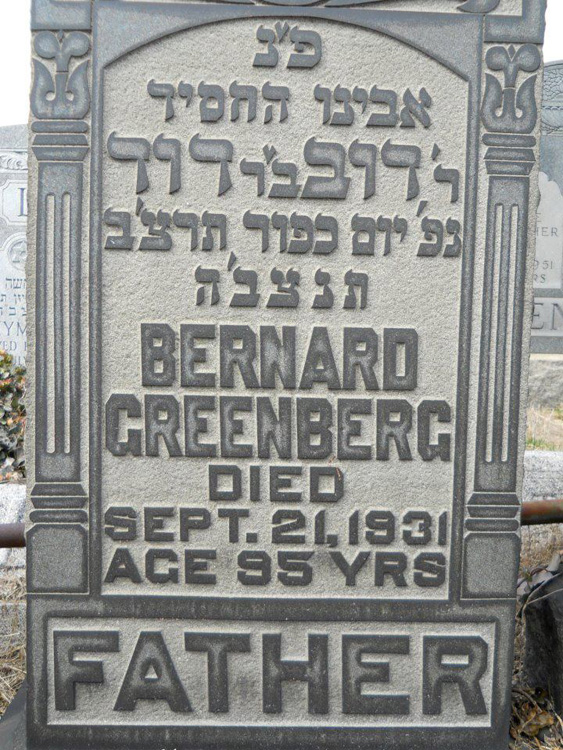 פ״נ
אבינו החסיד
ר׳ דוב ב״ר דוד
נפ׳ יום כפור תרצ״ב
תנצב״ה
BERNARD
GREENBERG
DIED
SEPT. 21, 1931
AGE 95 YRS
FATHER